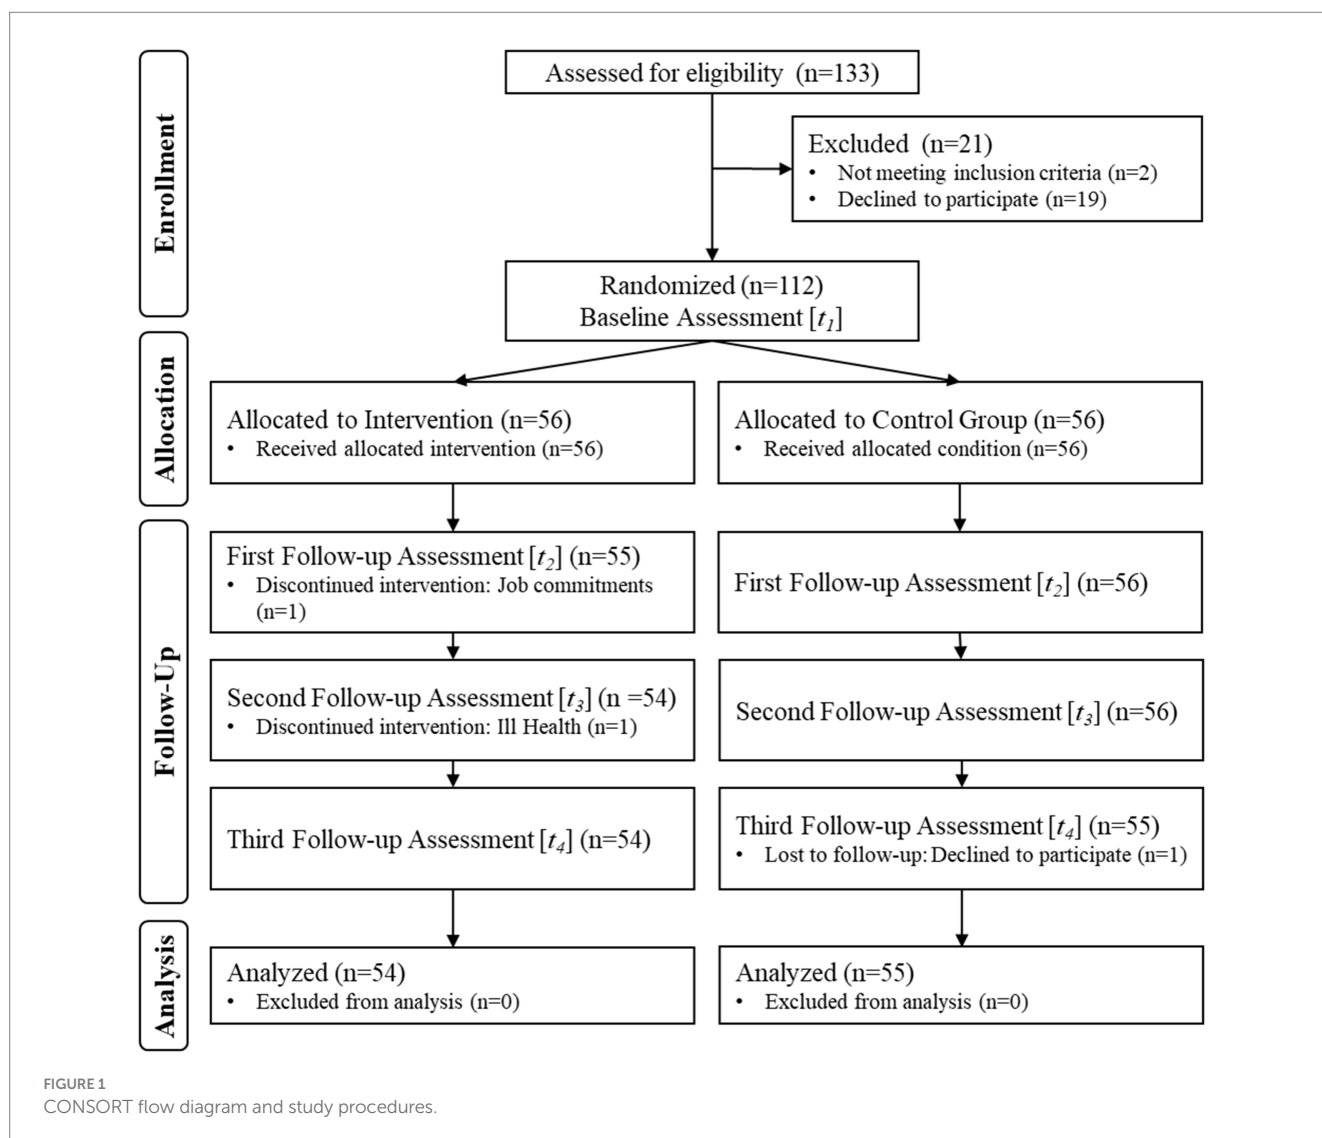 Enrollment
Assessed for eligibility (n=133)
Excluded (n=21)
• Not meeting inclusion criteria (n=2)
• Declined to participate (n=19)
Randomized (n=112)
Baseline Assessment [t1]
Allocation
Allocated to Intervention (n=56)
• Received allocated intervention (n=56)
Allocated to Control Group (n=56)
• Received allocated condition (n=56)
Follow-Up
First Follow-up Assessment [t2] (n=55)
• Discontinued intervention: Job commitments
(n=1)
First Follow-up Assessment [t2] (n=56)
Second Follow-up Assessment [t3] (n =54)
• Discontinued intervention: Ill Health (n=1)
Second Follow-up Assessment [t3] (n=56)
Third Follow-up Assessment [t4] (n=54)
Third Follow-up Assessment [t4] (n=55)
• Lost to follow-up: Declined to participate (n=1)
Analysis
Analyzed (n=54)
• Excluded from analysis (n=0)
Analyzed (n=55)
• Excluded from analysis (n=0)
FIGURE 1
CONSORT flow diagram and study procedures.